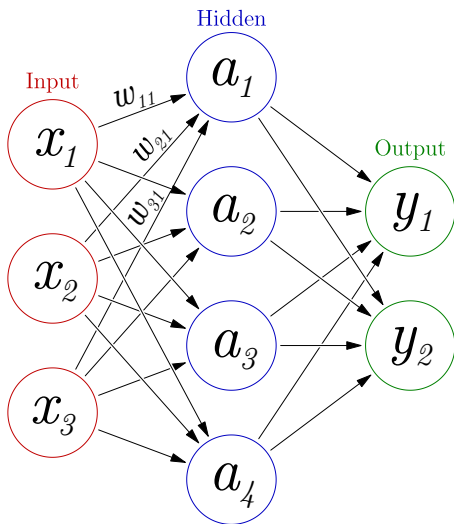 Hidden
Input
Output
w₁₁
w₂₁
w₃₁
x₁
x₂
x₃
a₁
a₂
a₃
a₄
y₁
y₂